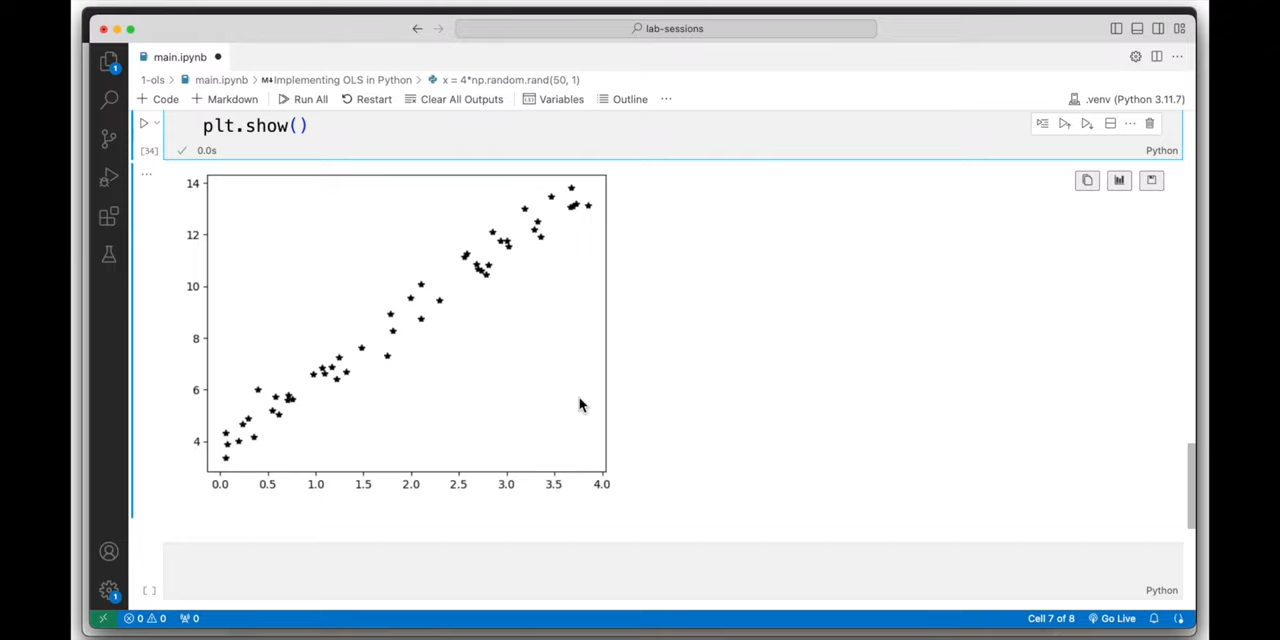 lab-sessions
main.ipynb
1-ols > main.ipynb > M↓Implementing OLS in Python > x = 4*np.random.rand(50, 1)
+ Code + Markdown Run All Restart Clear All Outputs Variables Outline ... .venv (Python 3.11.7)
plt.show()
[34] 0.0s Python
14
12
10
8
6
4
0.0 0.5 1.0 1.5 2.0 2.5 3.0 3.5 4.0
[ ] Python
0 0 0 Cell 7 of 8 Go Live
1
1